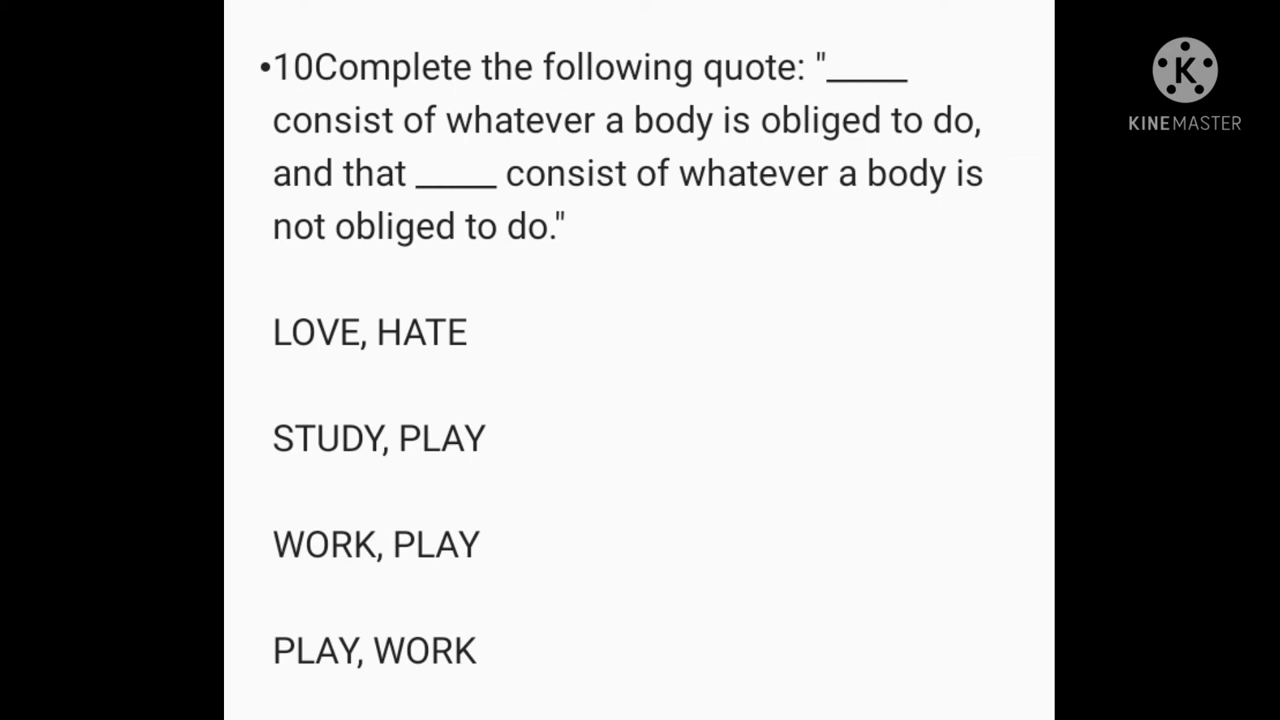 •10Complete the following quote: "_____
consist of whatever a body is obliged to do,
and that _____ consist of whatever a body is
not obliged to do."
LOVE, HATE
STUDY, PLAY
WORK, PLAY
PLAY, WORK
K
KINEMASTER